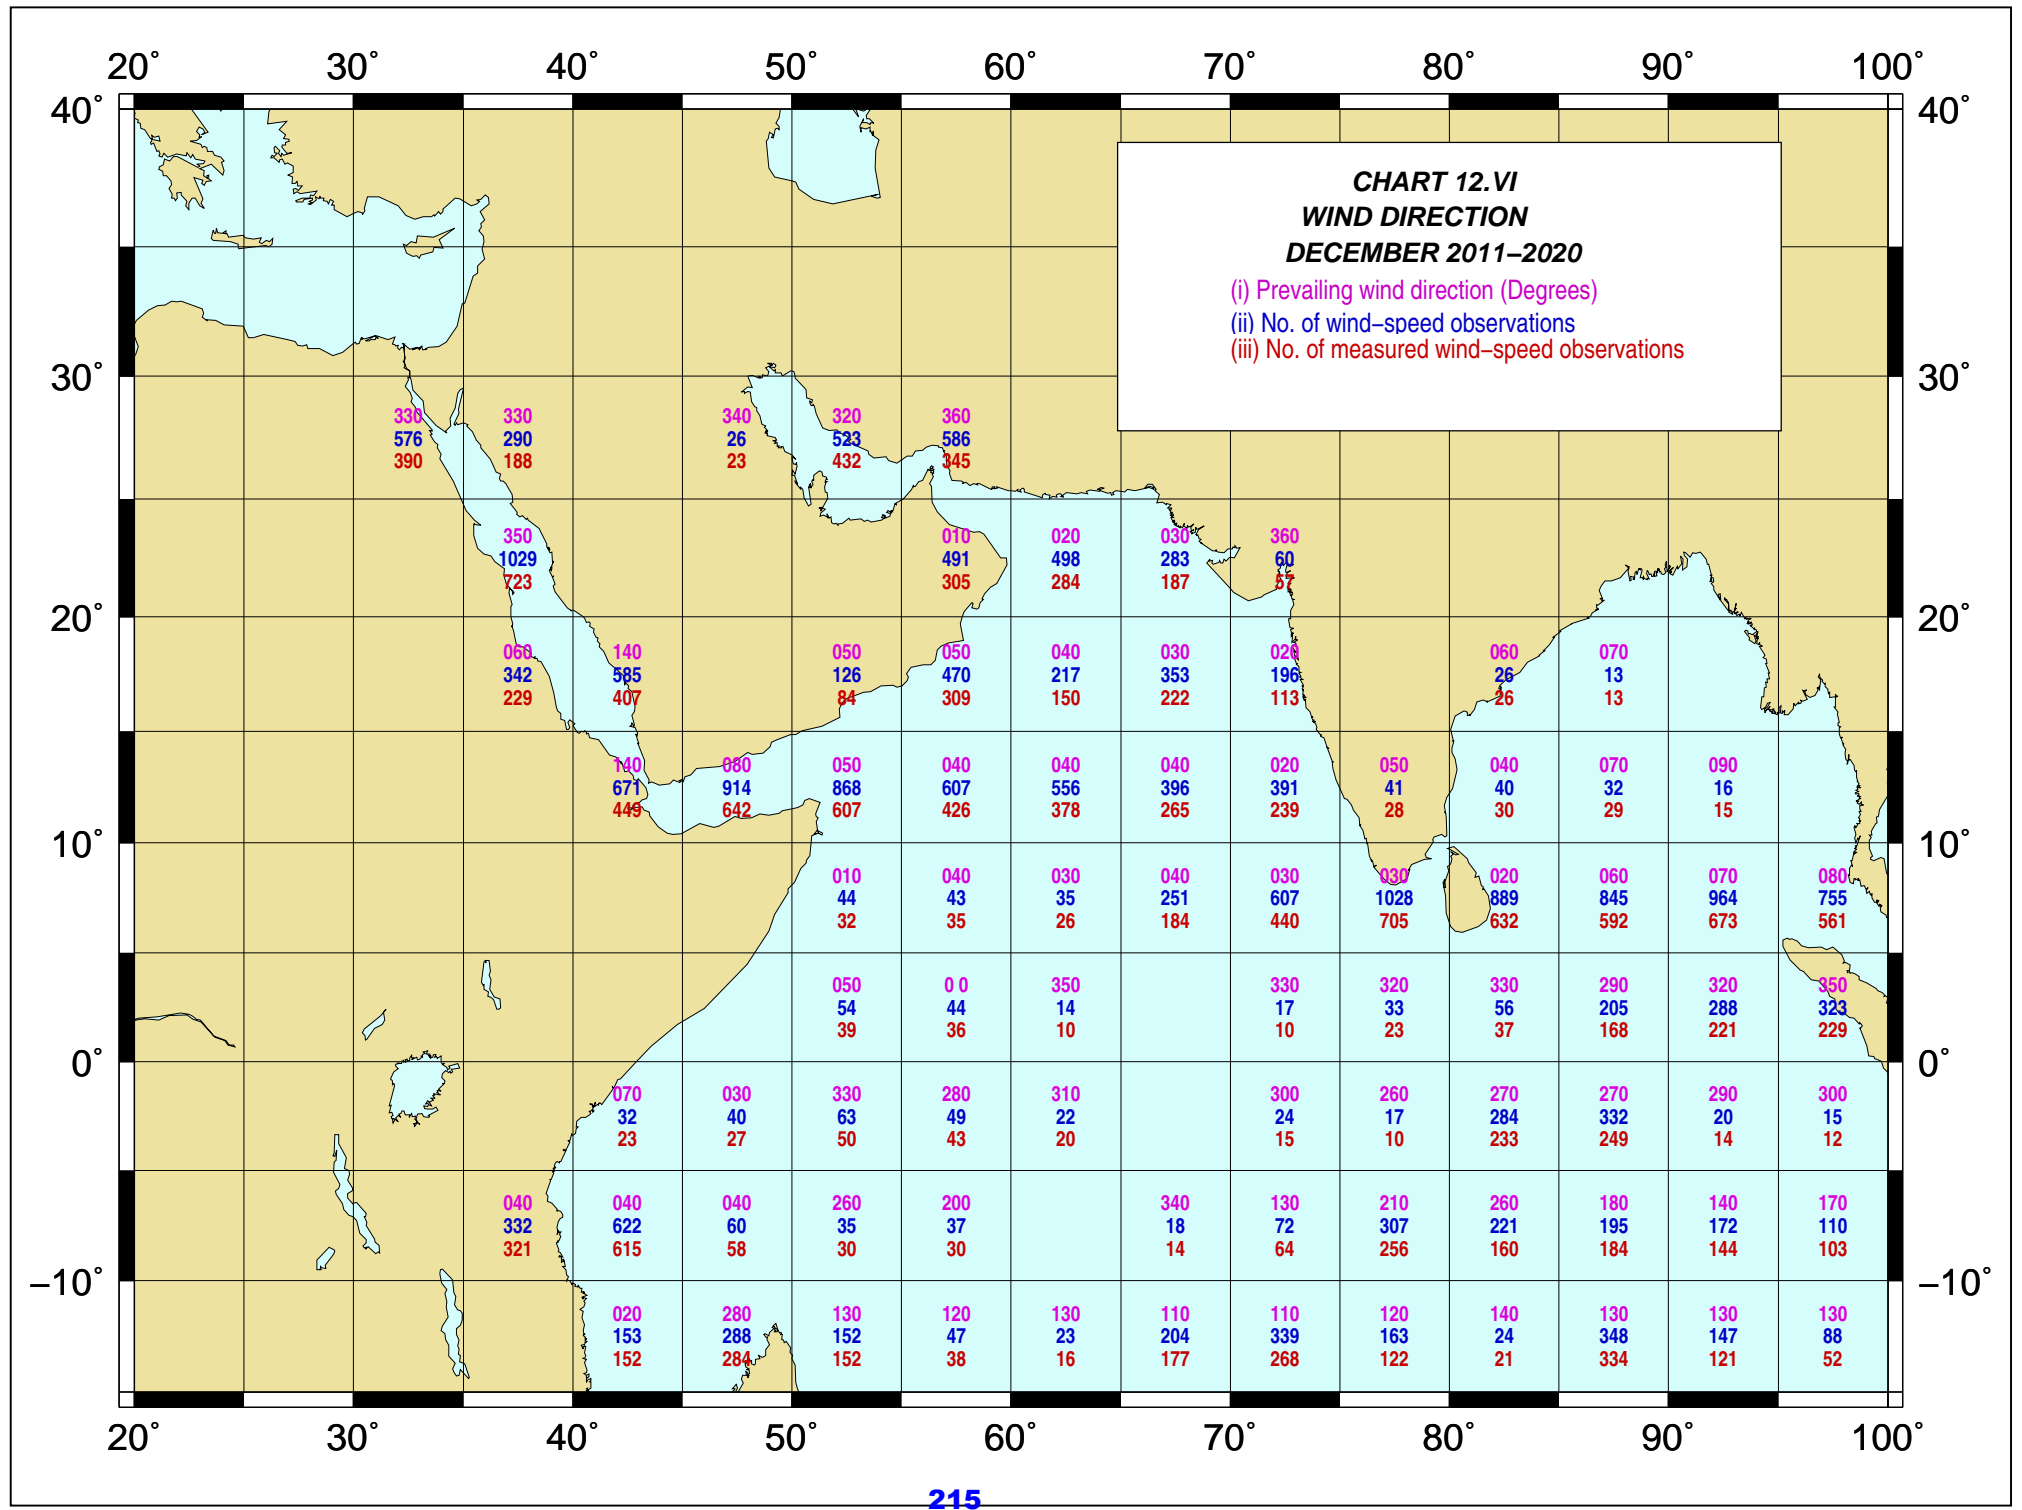 20° 30° 40° 50° 60° 70° 80° 90° 100°
40° 40°
CHART 12.VI
WIND DIRECTION
DECEMBER 2011–2020
(i) Prevailing wind direction (Degrees)
(ii) No. of wind–speed observations
(iii) No. of measured wind–speed observations
30° 30°
330 330 340 320 360
576 290 26 523 586
390 188 23 432 345
350 010 020 030 360
1029 491 498 283 60
723 305 284 187 57
20° 20°
060 140 050 050 040 030 020 060 070
342 585 126 470 217 353 196 26 13
229 407 84 309 150 222 113 26 13
140 080 050 040 040 040 020 050 040 070 090
671 914 868 607 556 396 391 41 40 32 16
449 642 607 426 378 265 239 28 30 29 15
10° 10°
010 040 030 040 030 030 020 060 070 080
44 43 35 251 607 1028 889 845 964 755
32 35 26 184 440 705 632 592 673 561
050 0 0 350 330 320 330 290 320 350
54 44 14 17 33 56 205 288 323
39 36 10 10 23 37 168 221 229
0° 0°
070 030 330 280 310 300 260 270 270 290 300
32 40 63 49 22 24 17 284 332 20 15
23 27 50 43 20 15 10 233 249 14 12
040 040 040 260 200 340 130 210 260 180 140 170
332 622 60 35 37 18 72 307 221 195 172 110
321 615 58 30 30 14 64 256 160 184 144 103
–10° –10°
020 280 130 120 130 110 110 120 140 130 130 130
153 288 152 47 23 204 339 163 24 348 147 88
152 284 152 38 16 177 268 122 21 334 121 52
20° 30° 40° 50° 60° 70° 80° 90° 100°
215